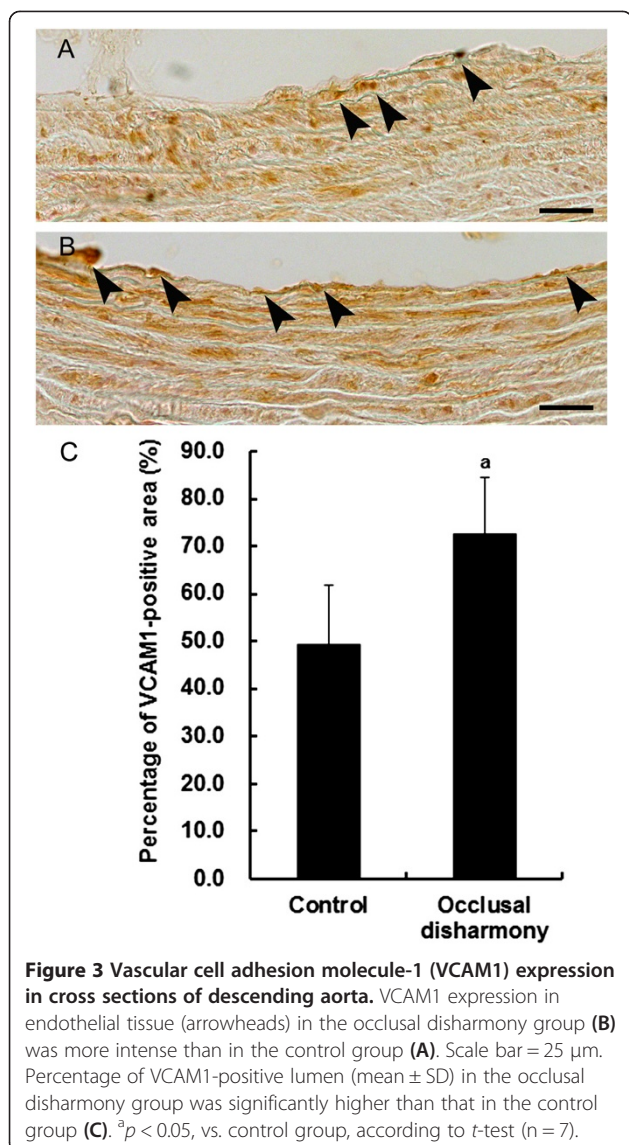 A
B
C
Percentage of VCAM1-positive area (%)
90.0
80.0
70.0
60.0
50.0
40.0
30.0
20.0
10.0
0.0
a
Control
Occlusal
disharmony
Figure 3 Vascular cell adhesion molecule-1 (VCAM1) expression
in cross sections of descending aorta. VCAM1 expression in
endothelial tissue (arrowheads) in the occlusal disharmony group (B)
was more intense than in the control group (A). Scale bar = 25 μm.
Percentage of VCAM1-positive lumen (mean ± SD) in the occlusal
disharmony group was significantly higher than that in the control
group (C). ᵃp < 0.05, vs. control group, according to t-test (n = 7).